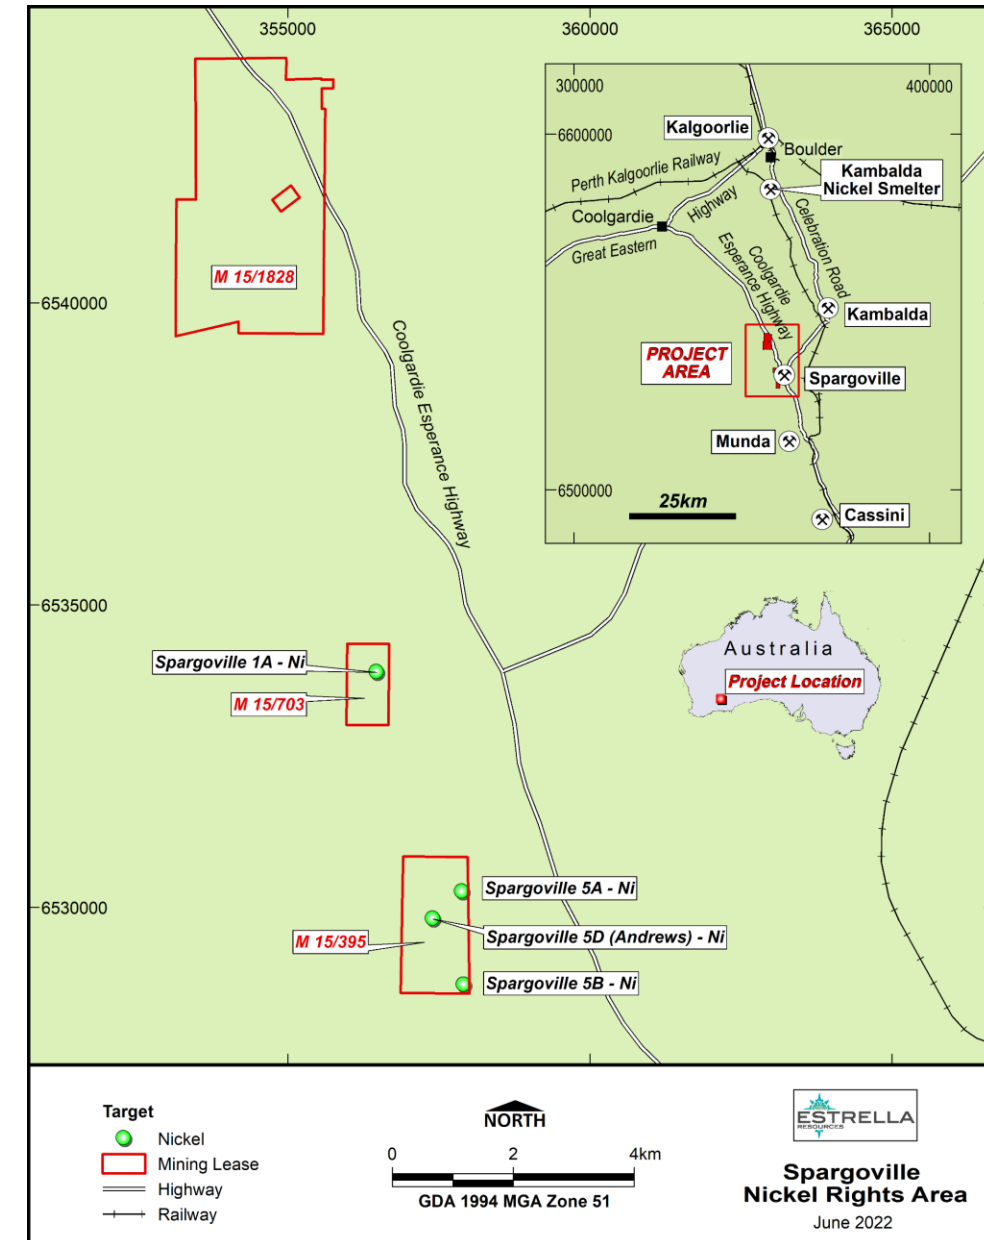 355000
360000
365000
6540000
6535000
6530000
M 15/1828
Coolgardie Esperance Highway
Spargoville 1A - Ni
M 15/703
Spargoville 5A - Ni
Spargoville 5D (Andrews) - Ni
M 15/395
Spargoville 5B - Ni
300000
400000
6600000
Kalgoorlie
Boulder
Perth Kalgoorlie Railway
Kambalda
Nickel Smelter
Coolgardie
Highway
Great Eastern
Celebration Road
Coolgardie
Esperance Highway
Kambalda
PROJECT
AREA
Spargoville
Munda
6500000
25km
Cassini
Australia
Project Location
Target
Nickel
Mining Lease
Highway
Railway
NORTH
0 2 4km
GDA 1994 MGA Zone 51
ESTRELLA
RESOURCES
Spargoville
Nickel Rights Area
June 2022